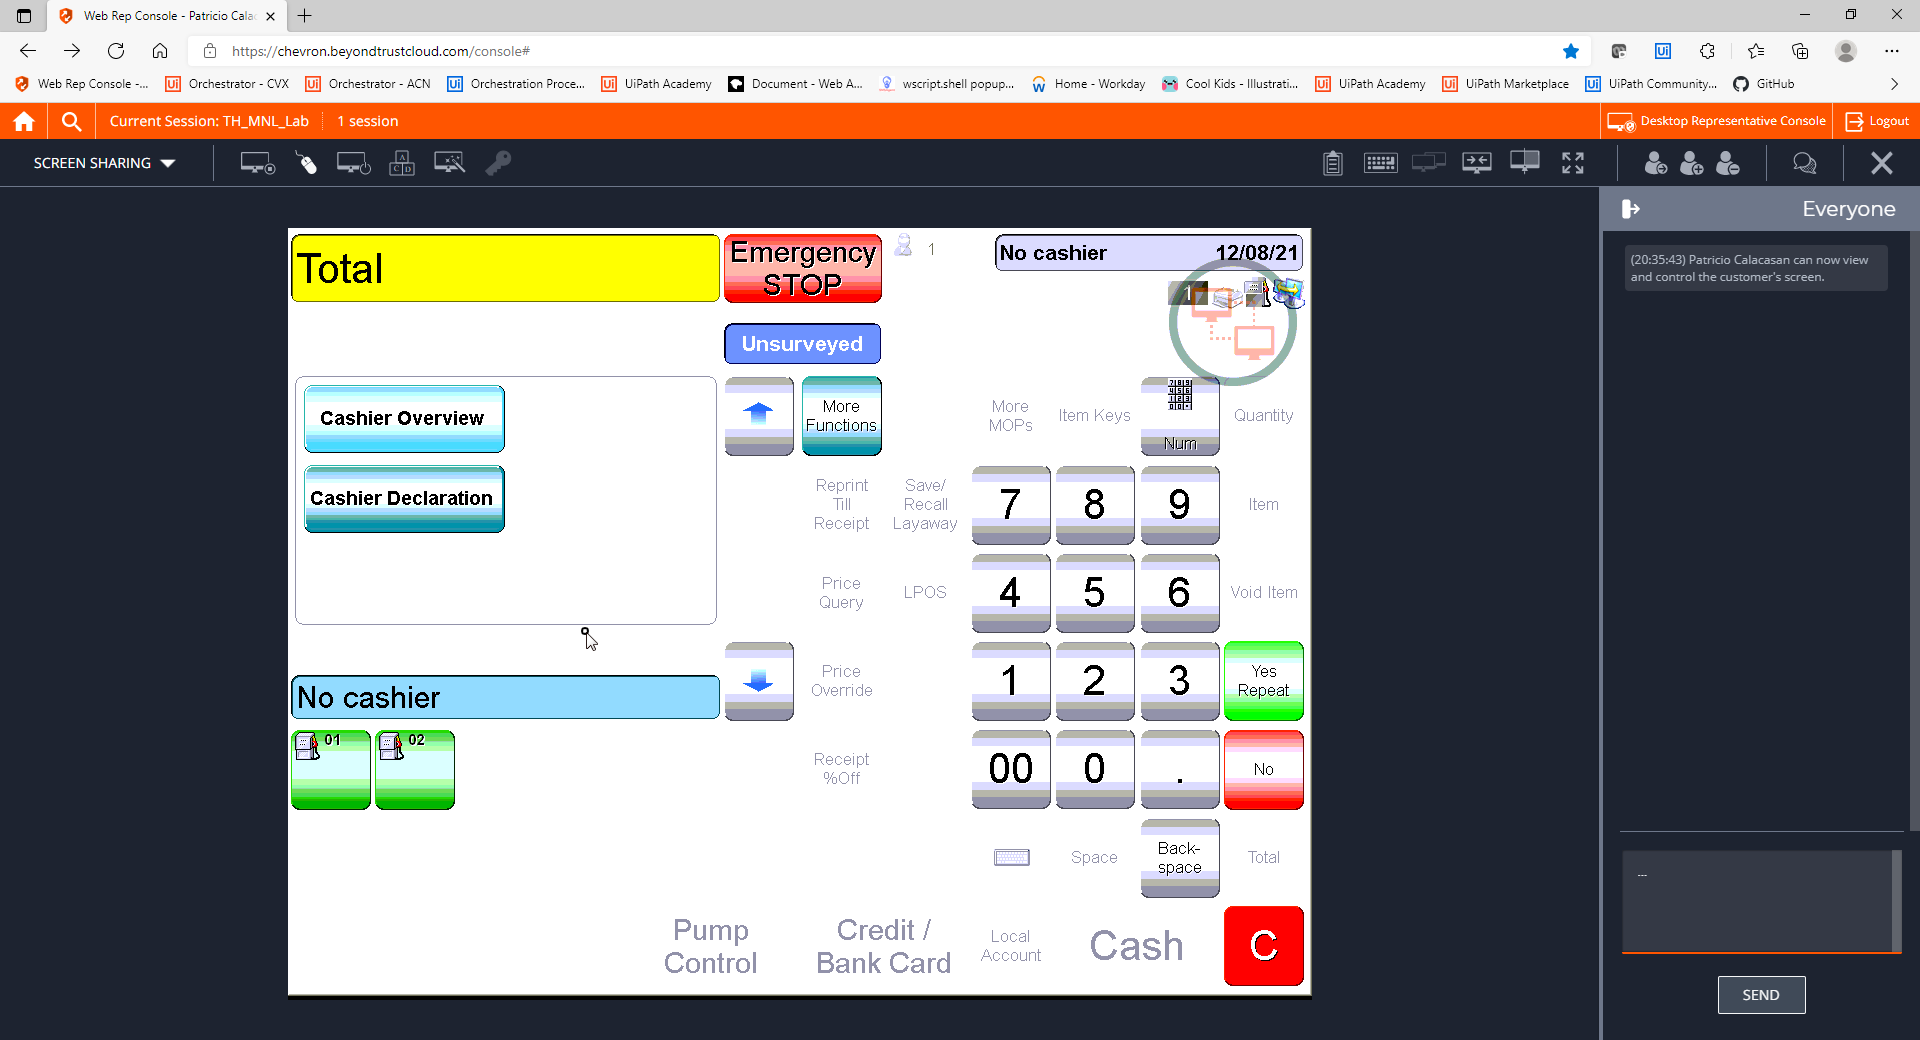 Web Rep Console - Patricio Cala
https://chevron.beyondtrustcloud.com/console#
Web Rep Console -...
Orchestrator - CVX
Orchestrator - ACN
Orchestration Proce...
UiPath Academy
Document - Web A...
wscript.shell popup...
Home - Workday
Cool Kids - Illustrati...
UiPath Academy
UiPath Marketplace
UiPath Community...
GitHub
Current Session: TH_MNL_Lab
1 session
Desktop Representative Console
Logout
SCREEN SHARING
Everyone
(20:35:43) Patricio Calacasan can now view
and control the customer's screen.
Total
Emergency
STOP
1
No cashier 12/08/21
1
Unsurveyed
Cashier Overview
Cashier Declaration
More
Functions
More
MOPs
Item Keys
Num
Quantity
Reprint
Till
Receipt
Save/
Recall
Layaway
7
8
9
Item
Price
Query
LPOS
4
5
6
Void Item
Price
Override
1
2
3
Yes
Repeat
No cashier
01
02
Receipt
%Off
00
0
.
No
Space
Back-
space
Total
Pump
Control
Credit /
Bank Card
Local
Account
Cash
C
SEND